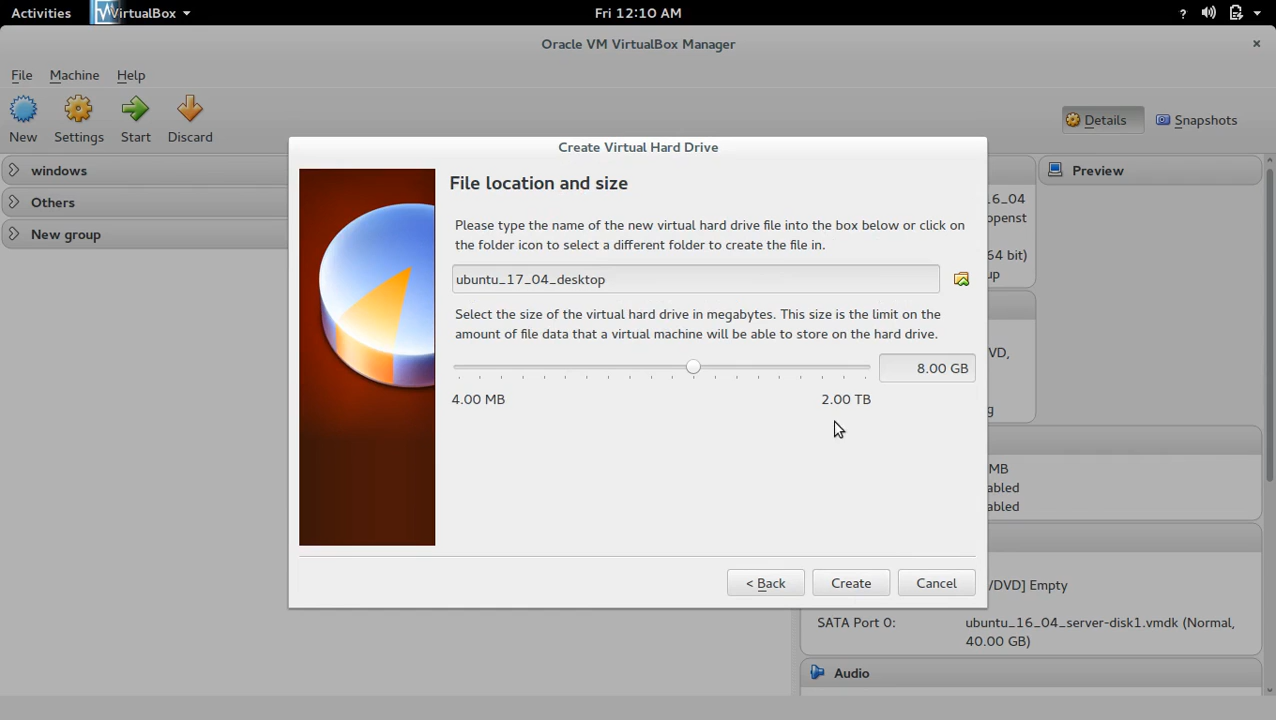 Activities VirtualBox Fri 12:10 AM ?
Oracle VM VirtualBox Manager
File Machine Help
New Settings Start Discard Details Snapshots
windows
Others
New group
Create Virtual Hard Drive
File location and size
Please type the name of the new virtual hard drive file into the box below or click on
the folder icon to select a different folder to create the file in.
ubuntu_17_04_desktop
Select the size of the virtual hard drive in megabytes. This size is the limit on the
amount of file data that a virtual machine will be able to store on the hard drive.
8.00 GB
4.00 MB 2.00 TB
< Back Create Cancel
Preview
6_04
openst
64 bit)
up
VD,
g
MB
abled
abled
/DVD] Empty
SATA Port 0: ubuntu_16_04_server-disk1.vmdk (Normal,
40.00 GB)
Audio